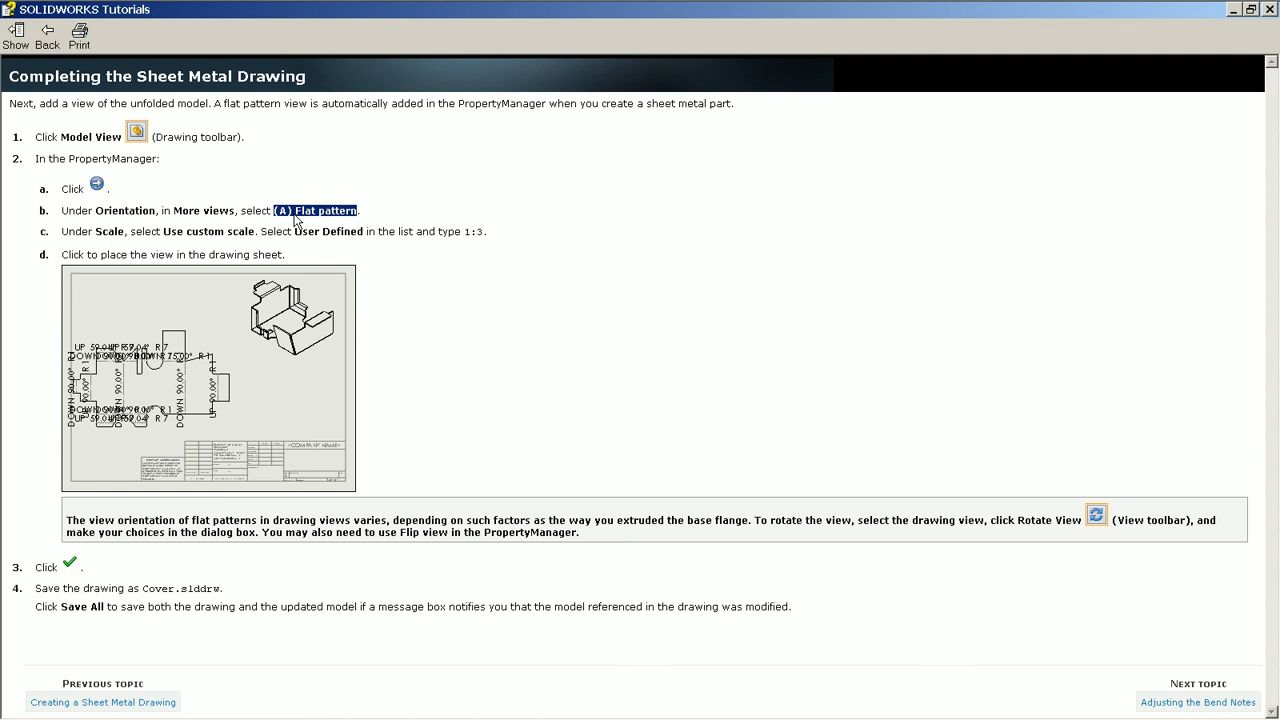 SOLIDWORKS Tutorials
Show Back Print
Completing the Sheet Metal Drawing
Next, add a view of the unfolded model. A flat pattern view is automatically added in the PropertyManager when you create a sheet metal part.
1. Click Model View (Drawing toolbar).
2. In the PropertyManager:
a. Click .
b. Under Orientation, in More views, select (A) Flat pattern.
c. Under Scale, select Use custom scale. Select User Defined in the list and type 1:3.
d. Click to place the view in the drawing sheet.
<COMPANY NAME>
The view orientation of flat patterns in drawing views varies, depending on such factors as the way you extruded the base flange. To rotate the view, select the drawing view, click Rotate View (View toolbar), and
make your choices in the dialog box. You may also need to use Flip view in the PropertyManager.
3. Click .
4. Save the drawing as Cover.slddrw.
Click Save All to save both the drawing and the updated model if a message box notifies you that the model referenced in the drawing was modified.
PREVIOUS TOPIC
Creating a Sheet Metal Drawing
NEXT TOPIC
Adjusting the Bend Notes